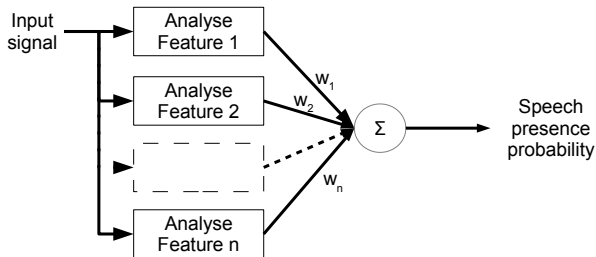 Input
signal
Analyse
Feature 1
Analyse
Feature 2
Analyse
Feature n
w1
w2
wn
Σ
Speech
presence
probability